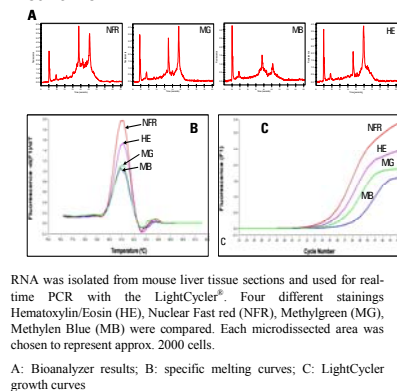 A
NFR
MG
MB
HE
NFR
HE
MG
MB
B
Temperature (°C)
C
NFR
HE
MG
MB
C
Cycle Number
RNA was isolated from mouse liver tissue sections and used for real-
time PCR with the LightCycler®. Four different stainings
Hematoxylin/Eosin (HE), Nuclear Fast red (NFR), Methylgreen (MG),
Methylen Blue (MB) were compared. Each microdissected area was
chosen to represent approx. 2000 cells.
A: Bioanalyzer results; B: specific melting curves; C: LightCycler
growth curves